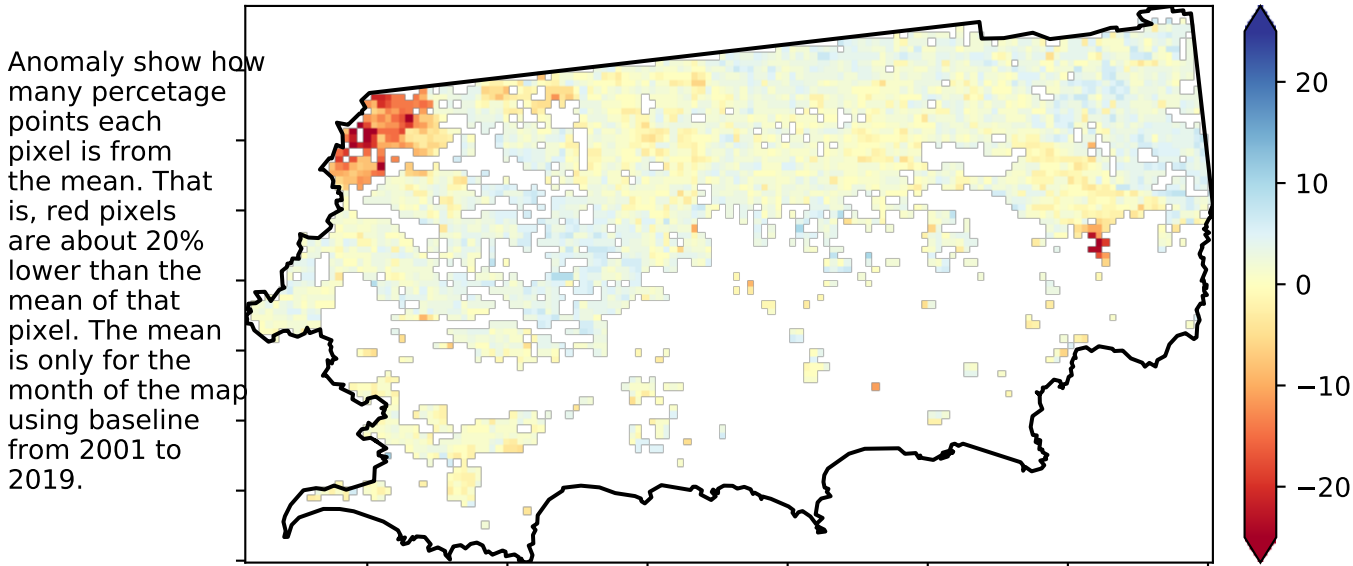 Anomaly show how
many percetage
points each
pixel is from
the mean. That
is, red pixels
are about 20%
lower than the
mean of that
pixel. The mean
is only for the
month of the map
using baseline
from 2001 to
2019.
20
10
0
−10
−20